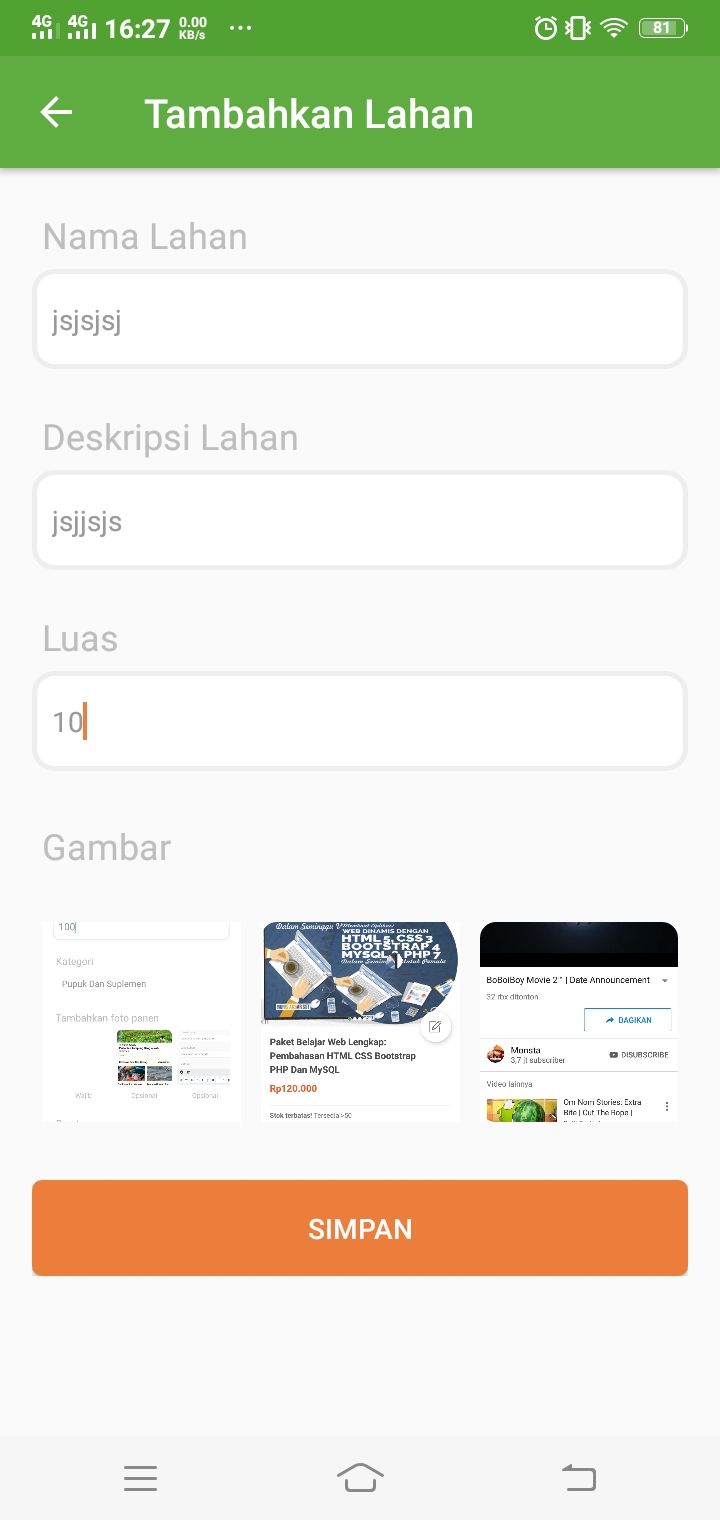 4G 4G 16:27 0.00 KB/s ... 81
Tambahkan Lahan
Nama Lahan
jsjsjsj
Deskripsi Lahan
jsjjsjs
Luas
10
Gambar
100
Kategori
Pupuk Dan Suplemen
Tambahkan foto panen
Wajib Opsional Opsional
Dalam Seminggu
WEB DINAMIS DENGAN
HTML 5, CSS 3
BOOTSTRAP 4
MYSQL PHP 7
Paket Belajar Web Lengkap:
Pembahasan HTML CSS Bootstrap
PHP Dan MySQL
Rp120.000
Stok terbatas! Tersedia >50
BoBoiBoy Movie 2™ | Date Announcement
32 rbx ditonton
BAGIKAN
Monsta
3,7 jt subscriber
DISUBSCRIBE
Video lainnya
Om Nom Stories: Extra
Bite | Cut The Rope |
SIMPAN